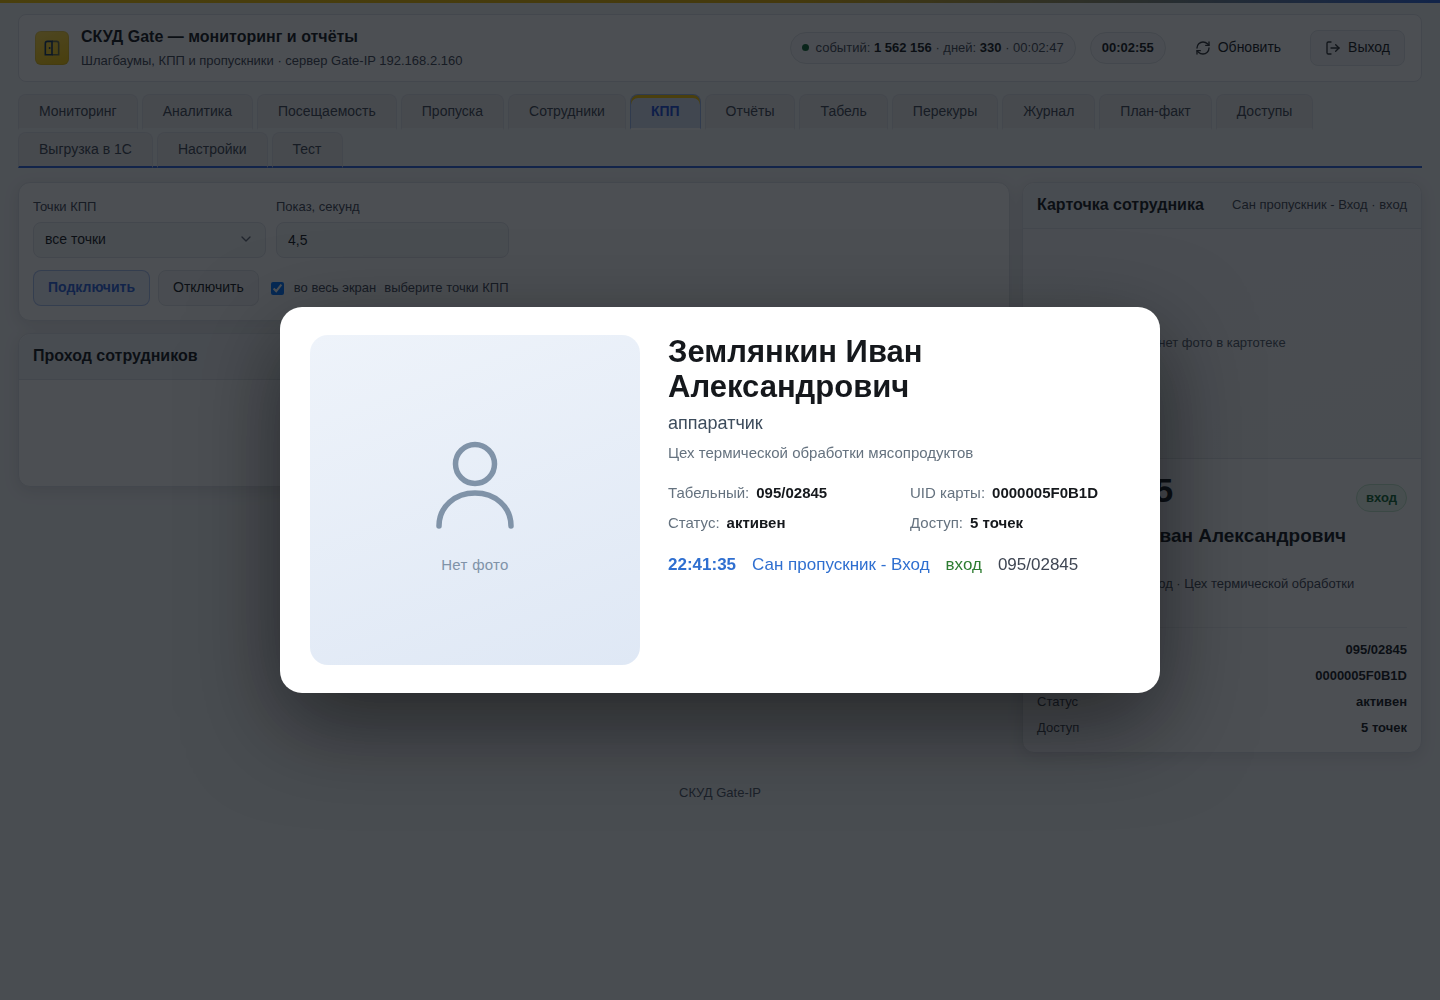 СКУД Gate — мониторинг и отчёты
Шлагбаумы, КПП и пропускники · сервер Gate-IP 192.168.2.160
событий: 1 562 156 · дней: 330 · 00:02:47
00:02:55
Обновить
Выход
Мониторинг
Аналитика
Посещаемость
Пропуска
Сотрудники
КПП
Отчёты
Табель
Перекуры
Журнал
План-факт
Доступы
Выгрузка в 1С
Настройки
Тест
Точки КПП
Показ, секунд
все точки
4,5
Подключить
Отключить
во весь экран выберите точки КПП
Проход сотрудников
Карточка сотрудника
Сан пропускник - Вход · вход
нет фото в картотеке
вход
Александрович
Цех термической обработки
095/02845
0000005F0B1D
Статус
активен
Доступ
5 точек
Нет фото
Землянкин Иван
Александрович
аппаратчик
Цех термической обработки мясопродуктов
Табельный: 095/02845
UID карты: 0000005F0B1D
Статус: активен
Доступ: 5 точек
22:41:35 Сан пропускник - Вход вход 095/02845
СКУД Gate-IP